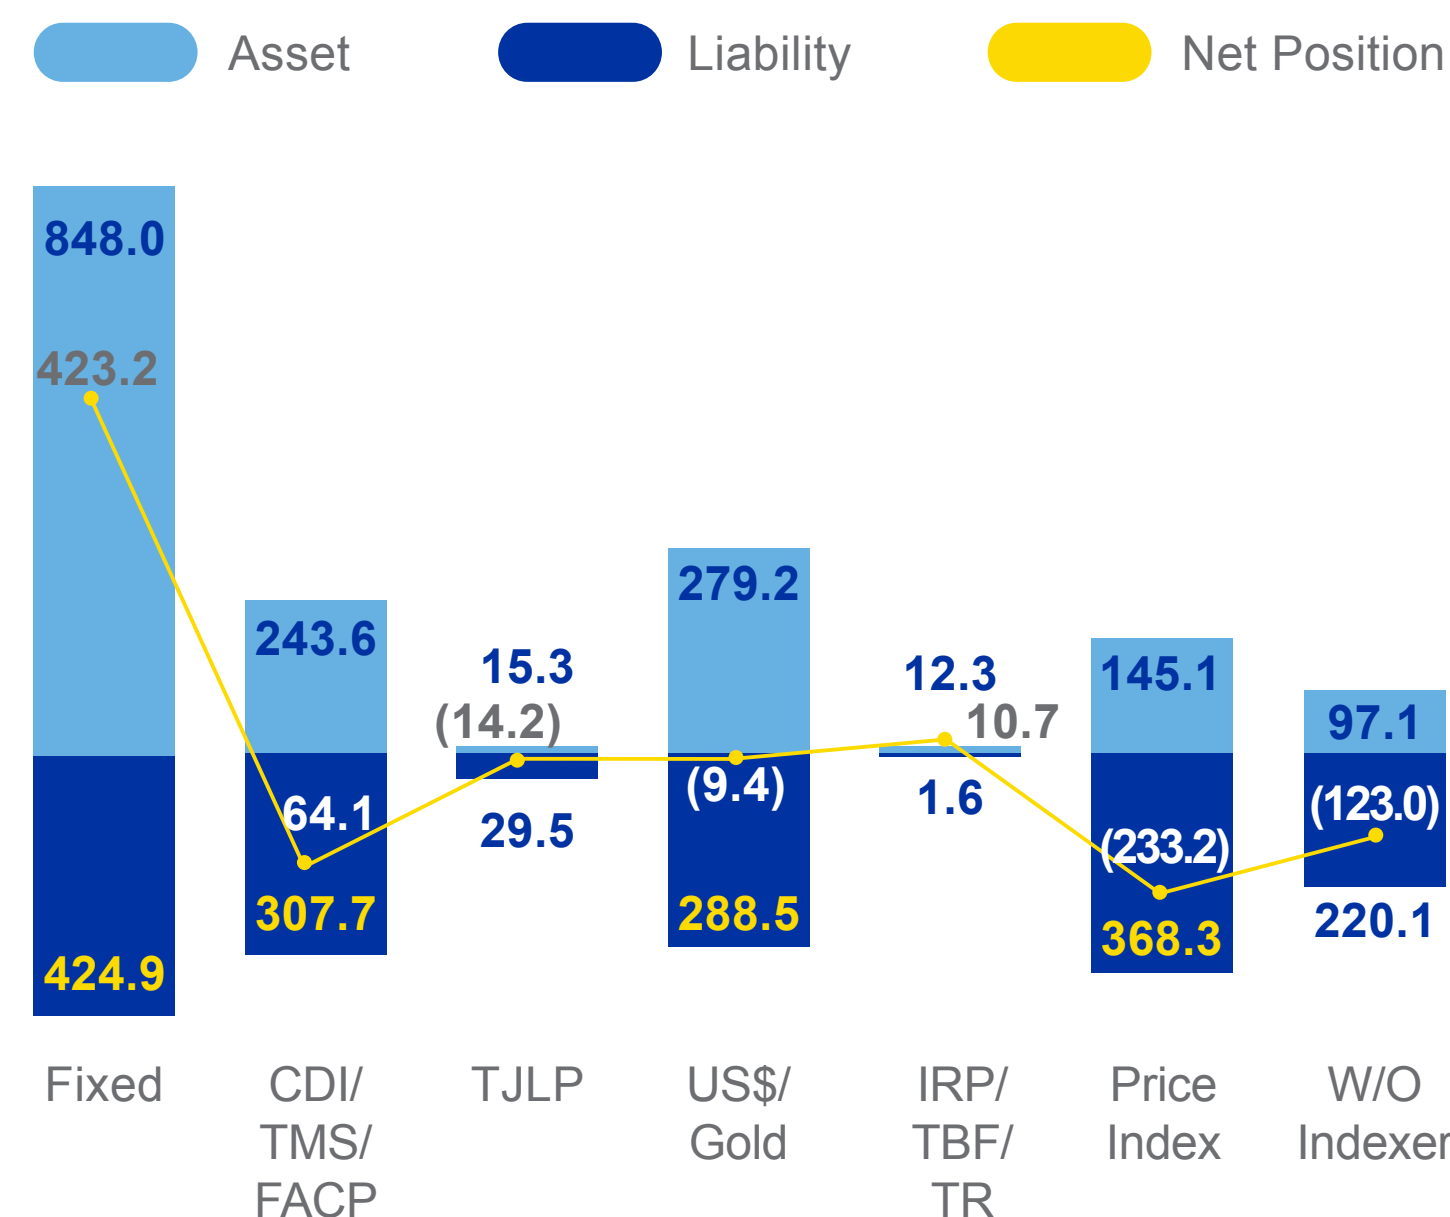 Asset Liability Net Position
848.0
423.2
424.9
243.6
64.1
307.7
15.3
(14.2)
29.5
279.2
(9.4)
288.5
12.3
10.7
1.6
145.1
(233.2)
368.3
97.1
(123.0)
220.1
Fixed
CDI/
TMS/
FACP
TJLP
US$/
Gold
IRP/
TBF/
TR
Price
Index
W/O
Indexer